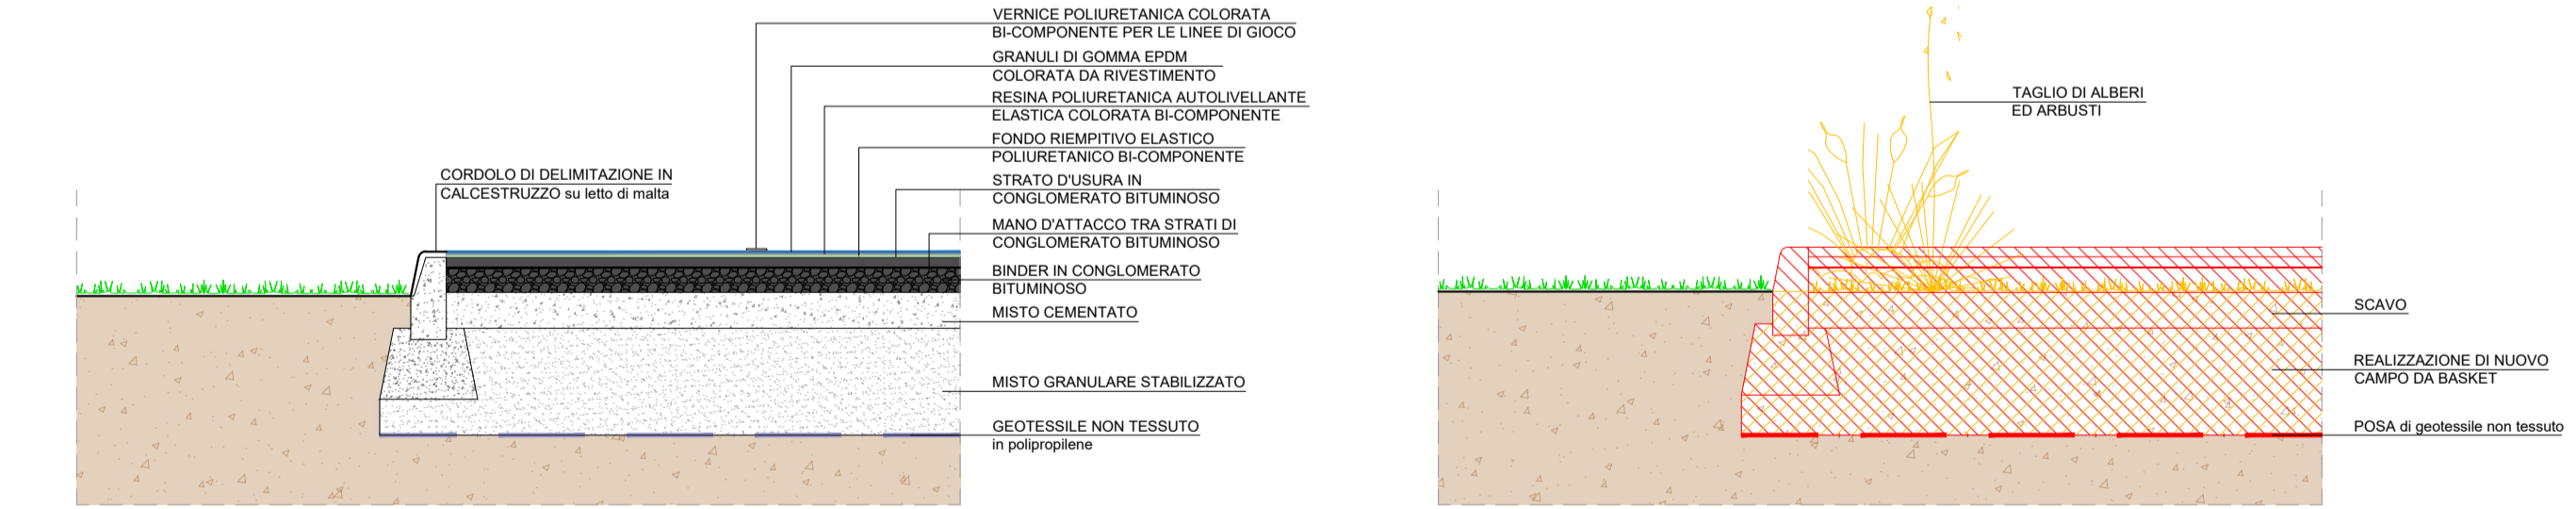 VERNICE POLIURETANICA COLORATA
BI-COMPONENTE PER LE LINEE DI GIOCO
GRANULI DI GOMMA EPDM
COLORATA DA RIVESTIMENTO
RESINA POLIURETANICA AUTOLIVELLANTE
ELASTICA COLORATA BI-COMPONENTE
FONDO RIEMPITIVO ELASTICO
POLIURETANICO BI-COMPONENTE
CORDOLO DI DELIMITAZIONE IN
CALCESTRUZZO su letto di malta
STRATO D'USURA IN
CONGLOMERATO BITUMINOSO
MANO D'ATTACCO TRA STRATI DI
CONGLOMERATO BITUMINOSO
BINDER IN CONGLOMERATO
BITUMINOSO
MISTO CEMENTATO
MISTO GRANULARE STABILIZZATO
GEOTESSILE NON TESSUTO
in polipropilene
TAGLIO DI ALBERI
ED ARBUSTI
SCAVO
REALIZZAZIONE DI NUOVO
CAMPO DA BASKET
POSA di geotessile non tessuto